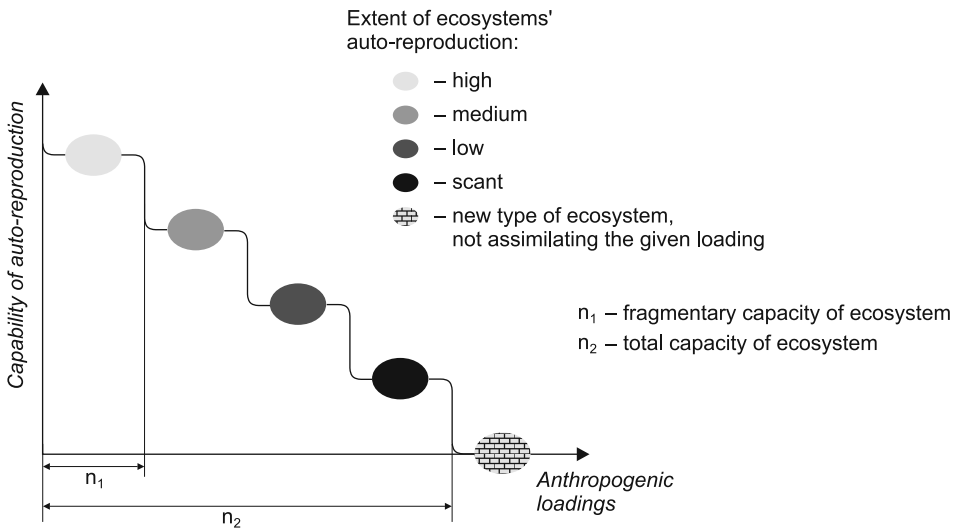 Extent of ecosystems'
auto-reproduction:
– high
– medium
– low
– scant
– new type of ecosystem,
not assimilating the given loading
Capability of auto-reproduction
n₁ – fragmentary capacity of ecosystem
n₂ – total capacity of ecosystem
n₁
n₂
Anthropogenic
loadings